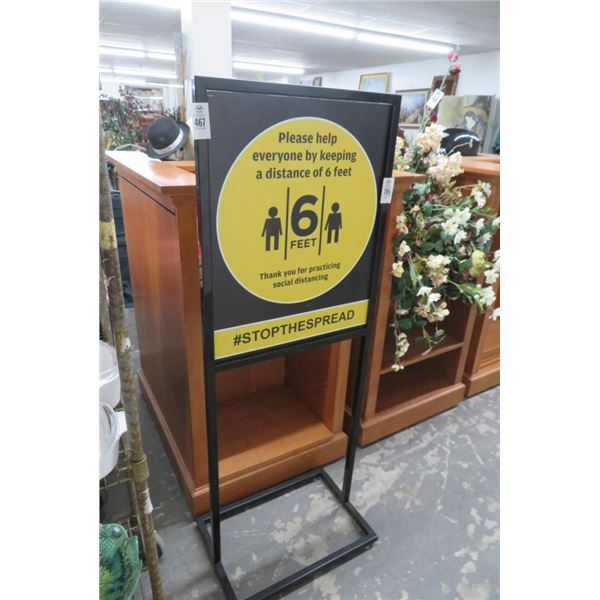 467
Please help
everyone by keeping
a distance of 6 feet
6
FEET
Thank you for practicing
social distancing
#STOPTHESPREAD